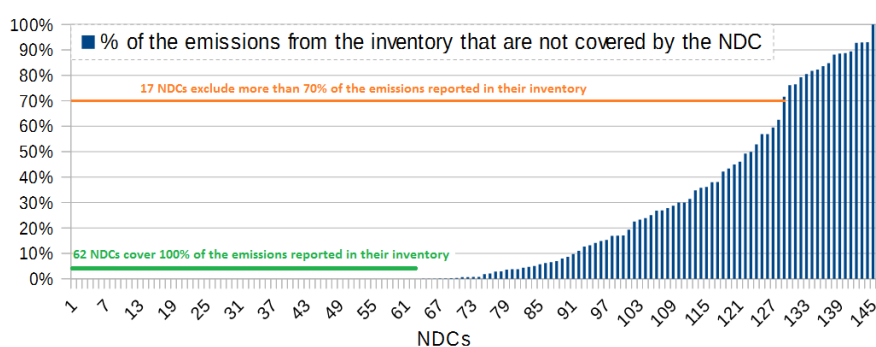 % of the emissions from the inventory that are not covered by the NDC
100%
90%
80%
17 NDCs exclude more than 70% of the emissions reported in their inventory
70%
60%
50%
40%
30%
20%
62 NDCs cover 100% of the emissions reported in their inventory
10%
0%
1 7 13 19 25 31 37 43 49 55 61 67 73 79 85 91 97 103 109 115 121 127 133 139 145
NDCs